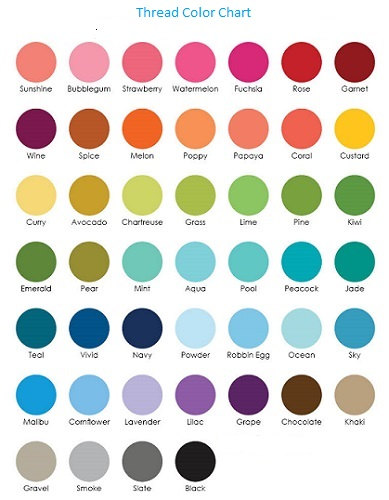 Thread Color Chart
Sunshine Bubblegum Strawberry Watermelon Fuchsia Rose Garnet
Wine Spice Melon Poppy Papaya Coral Custard
Curry Avocado Chartreuse Grass Lime Pine Kiwi
Emerald Pear Mint Aqua Pool Peacock Jade
Teal Vivid Navy Powder Robbin Egg Ocean Sky
Malibu Cornflower Lavender Lilac Grape Chocolate Khaki
Gravel Smoke Slate Black